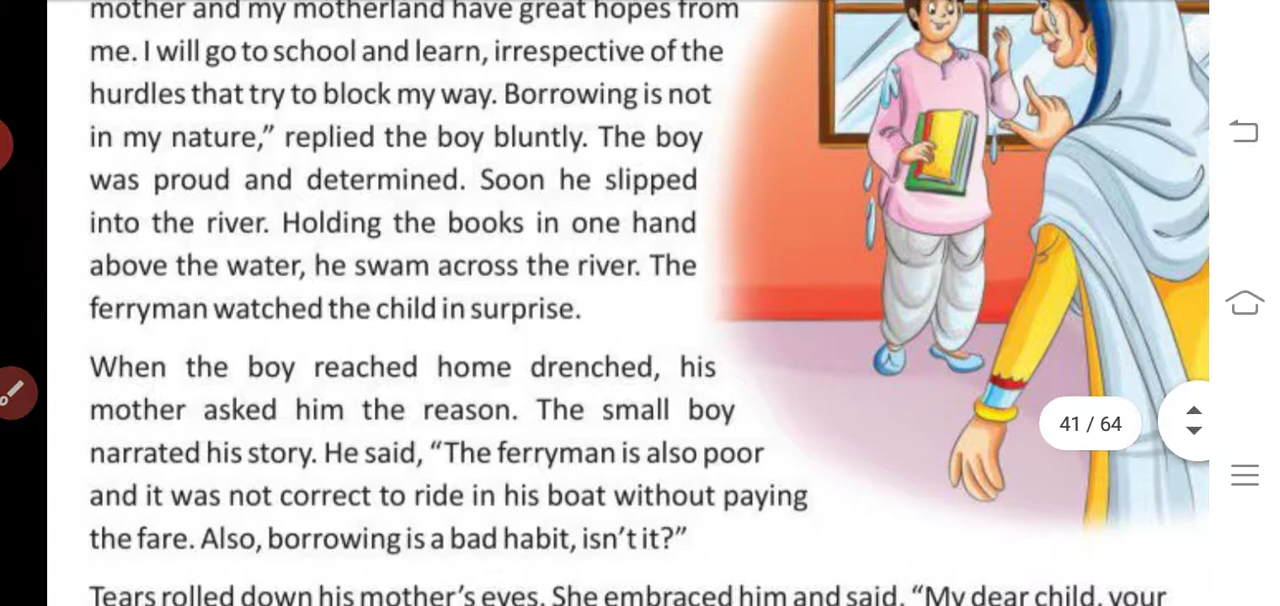 mother and my motherland have great hopes from
me. I will go to school and learn, irrespective of the
hurdles that try to block my way. Borrowing is not
in my nature,” replied the boy bluntly. The boy
was proud and determined. Soon he slipped
into the river. Holding the books in one hand
above the water, he swam across the river. The
ferryman watched the child in surprise.
When the boy reached home drenched, his
mother asked him the reason. The small boy
narrated his story. He said, “The ferryman is also poor
and it was not correct to ride in his boat without paying
the fare. Also, borrowing is a bad habit, isn’t it?”
Tears rolled down his mother’s eyes. She embraced him and said, “My dear child, your
41 / 64